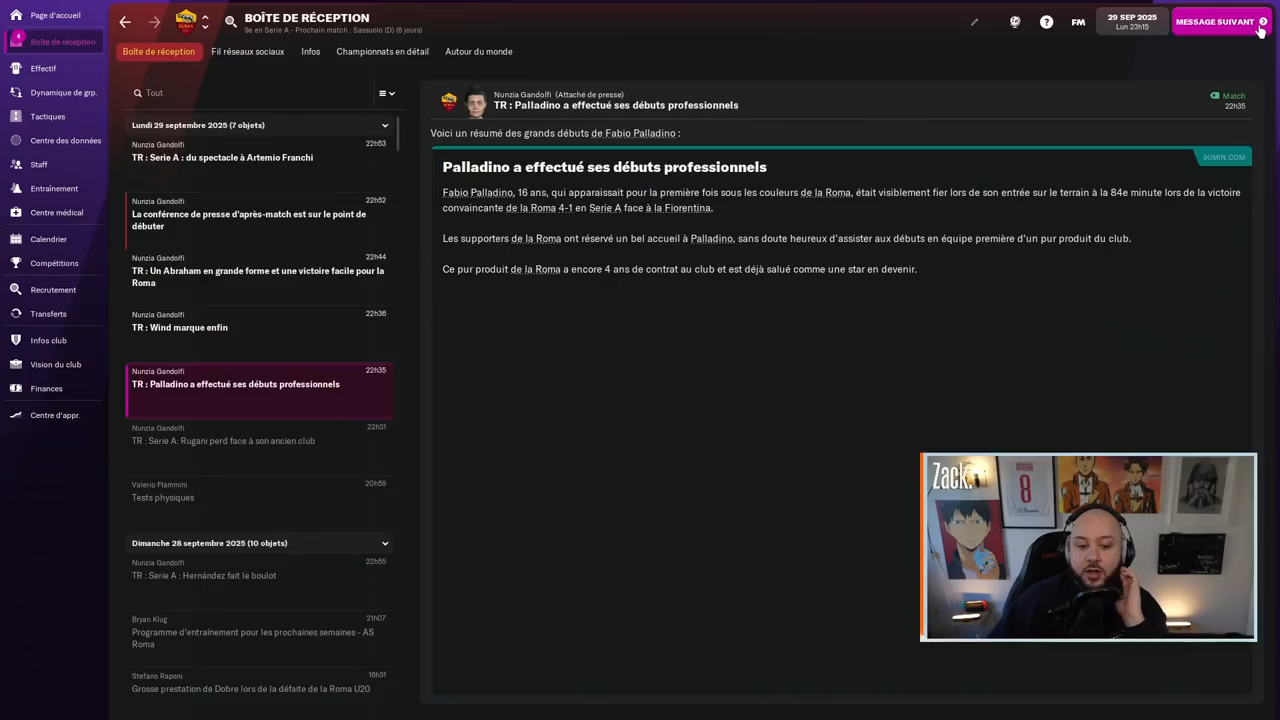 Page d'accueil
4
Boîte de réception
Effectif
Dynamique de grp.
Tactiques
Centre des données
Staff
Entraînement
Centre médical
Calendrier
Compétitions
Recrutement
Transferts
Infos club
Vision du club
Finances
Centre d'appr.
BOÎTE DE RÉCEPTION
9e en Serie A - Prochain match : Sassuolo (D) (6 jours)
FM
29 SEP 2025
Lun 23h15
MESSAGE SUIVANT
Boîte de réception
Fil réseaux sociaux
Infos
Championnats en détail
Autour du monde
Tout
Lundi 29 septembre 2025 (7 objets)
Nunzia Gandolfi
22h53
TR : Serie A : du spectacle à Artemio Franchi
Nunzia Gandolfi
22h52
La conférence de presse d'après-match est sur le point de
débuter
Nunzia Gandolfi
22h44
TR : Un Abraham en grande forme et une victoire facile pour la
Roma
Nunzia Gandolfi
22h36
TR : Wind marque enfin
Nunzia Gandolfi
22h35
TR : Palladino a effectué ses débuts professionnels
Nunzia Gandolfi
22h31
TR : Serie A: Rugani perd face à son ancien club
Valerio Flammini
20h59
Tests physiques
Dimanche 28 septembre 2025 (10 objets)
Nunzia Gandolfi
22h55
TR : Serie A : Hernández fait le boulot
Bryan Klug
21h07
Programme d'entraînement pour les prochaines semaines - AS
Roma
Stefano Raponi
16h31
Grosse prestation de Dobre lors de la défaite de la Roma U20
Nunzia Gandolfi (Attaché de presse)
TR : Palladino a effectué ses débuts professionnels
Match
22h35
Voici un résumé des grands débuts de Fabio Palladino :
90MIN.COM
Palladino a effectué ses débuts professionnels
Fabio Palladino, 16 ans, qui apparaissait pour la première fois sous les couleurs de la Roma, était visiblement fier lors de son entrée sur le terrain à la 84e minute lors de la victoire
convaincante de la Roma 4-1 en Serie A face à la Fiorentina.
Les supporters de la Roma ont réservé un bel accueil à Palladino, sans doute heureux d'assister aux débuts en équipe première d'un pur produit du club.
Ce pur produit de la Roma a encore 4 ans de contrat au club et est déjà salué comme une star en devenir.
Zack.
8